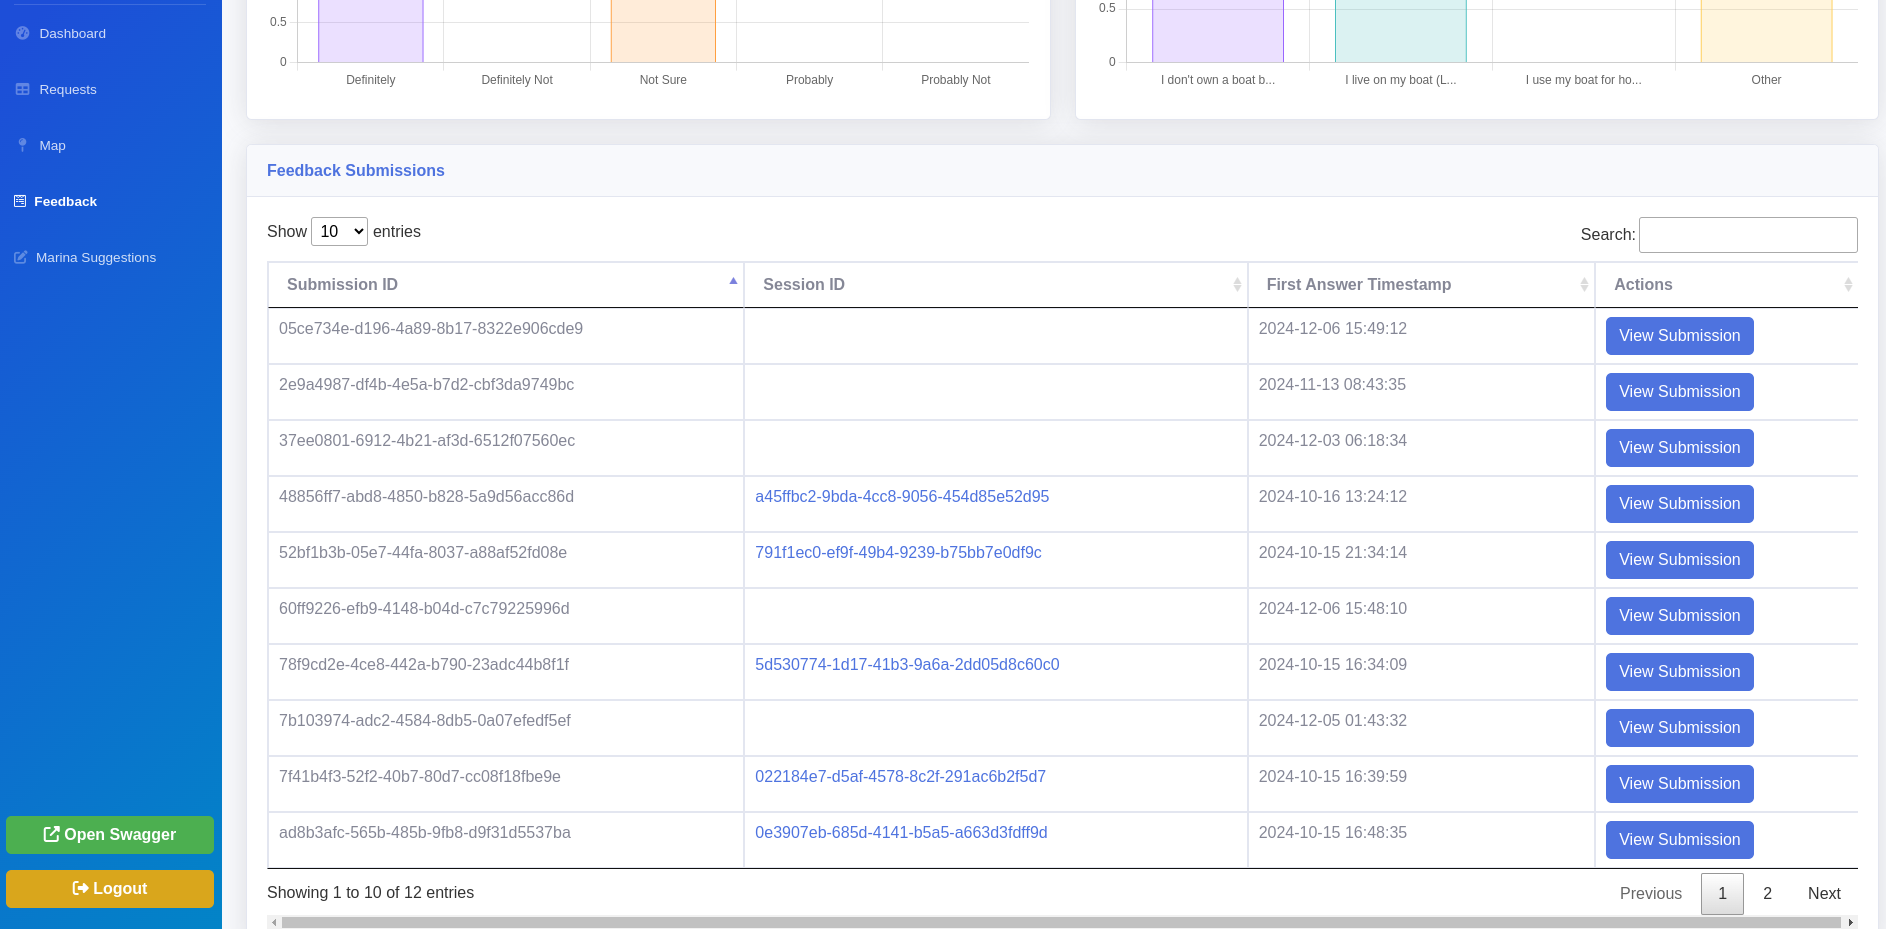 Dashboard
Requests
Map
Feedback
Marina Suggestions
Open Swagger
Logout
0.5
0
Definitely
Definitely Not
Not Sure
Probably
Probably Not
0.5
0
I don't own a boat b...
I live on my boat (L...
I use my boat for ho...
Other
Feedback Submissions
Show 10 entries
Search:
Submission ID Session ID First Answer Timestamp Actions
05ce734e-d196-4a89-8b17-8322e906cde9 2024-12-06 15:49:12 View Submission
2e9a4987-df4b-4e5a-b7d2-cbf3da9749bc 2024-11-13 08:43:35 View Submission
37ee0801-6912-4b21-af3d-6512f07560ec 2024-12-03 06:18:34 View Submission
48856ff7-abd8-4850-b828-5a9d56acc86d a45ffbc2-9bda-4cc8-9056-454d85e52d95 2024-10-16 13:24:12 View Submission
52bf1b3b-05e7-44fa-8037-a88af52fd08e 791f1ec0-ef9f-49b4-9239-b75bb7e0df9c 2024-10-15 21:34:14 View Submission
60ff9226-efb9-4148-b04d-c7c79225996d 2024-12-06 15:48:10 View Submission
78f9cd2e-4ce8-442a-b790-23adc44b8f1f 5d530774-1d17-41b3-9a6a-2dd05d8c60c0 2024-10-15 16:34:09 View Submission
7b103974-adc2-4584-8db5-0a07efedf5ef 2024-12-05 01:43:32 View Submission
7f41b4f3-52f2-40b7-80d7-cc08f18fbe9e 022184e7-d5af-4578-8c2f-291ac6b2f5d7 2024-10-15 16:39:59 View Submission
ad8b3afc-565b-485b-9fb8-d9f31d5537ba 0e3907eb-685d-4141-b5a5-a663d3fdff9d 2024-10-15 16:48:35 View Submission
Showing 1 to 10 of 12 entries
Previous 1 2 Next